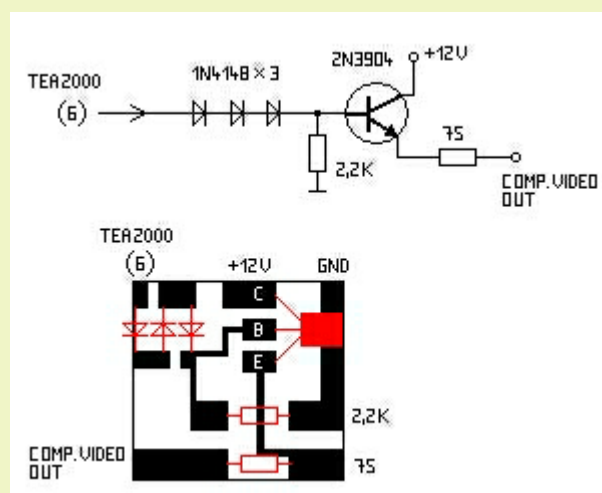 2N3904
+12V
1N4148×3
TEA2000
(6)
75
2,2K
COMP.VIDEO
OUT
TEA2000
(6)
+12V
GND
C
B
E
2,2K
COMP.VIDEO
OUT
75